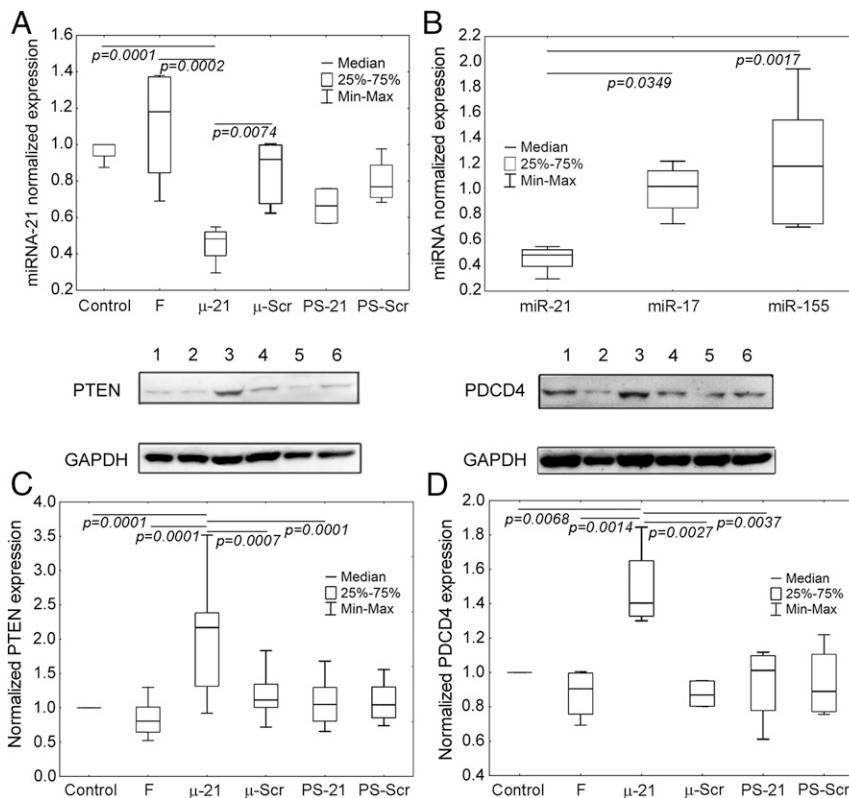 A
miRNA-21 normalized expression
1.6
1.4
1.2
1.0
0.8
0.6
0.4
0.2
p=0.0001
p=0.0002
p=0.0074
Median
25%-75%
Min-Max
Control F μ-21 μ-Scr PS-21 PS-Scr
B
miRNA normalized expression
2.0
1.8
1.6
1.4
1.2
1.0
0.8
0.6
0.4
0.2
p=0.0017
p=0.0349
Median
25%-75%
Min-Max
miR-21 miR-17 miR-155
1 2 3 4 5 6
PTEN
GAPDH
1 2 3 4 5 6
PDCD4
GAPDH
C
Normalized PTEN expression
4.0
3.5
3.0
2.5
2.0
1.5
1.0
0.5
0.0
p=0.0001
p=0.0001
p=0.0001
p=0.0007
Median
25%-75%
Min-Max
Control F μ-21 μ-Scr PS-21 PS-Scr
D
Normalized PDCD4 expression
2.0
1.8
1.6
1.4
1.2
1.0
0.8
0.6
0.4
p=0.0068
p=0.0014
p=0.0037
p=0.0027
Median
25%-75%
Min-Max
Control F μ-21 μ-Scr PS-21 PS-Scr